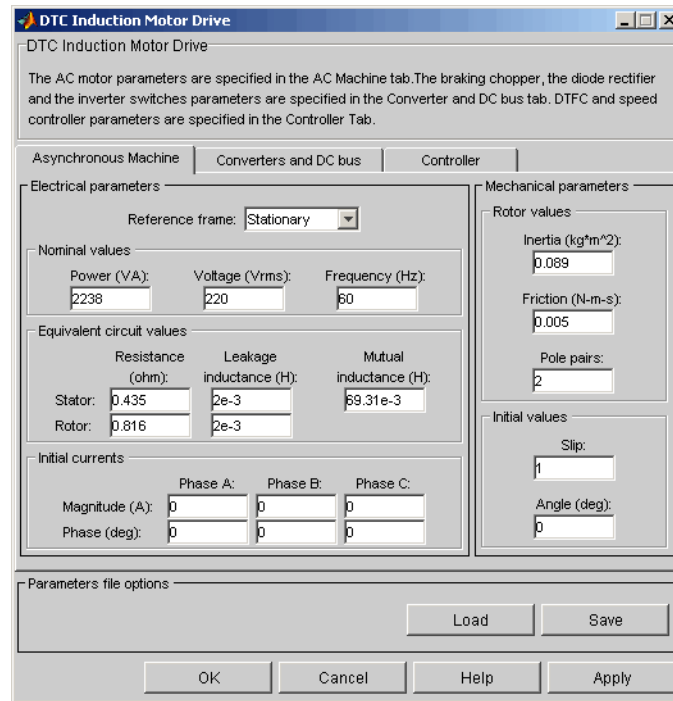 DTC Induction Motor Drive
DTC Induction Motor Drive
The AC motor parameters are specified in the AC Machine tab.The braking chopper, the diode rectifier
and the inverter switches parameters are specified in the Converter and DC bus tab. DTFC and speed
controller parameters are specified in the Controller Tab.
Asynchronous Machine Converters and DC bus Controller
Electrical parameters
Reference frame: Stationary
Nominal values
Power (VA): Voltage (Vrms): Frequency (Hz):
2238 220 60
Equivalent circuit values
Resistance Leakage Mutual
(ohm): inductance (H): inductance (H):
Stator: 0.435 2e-3 69.31e-3
Rotor: 0.816 2e-3
Initial currents
Phase A: Phase B: Phase C:
Magnitude (A): 0 0 0
Phase (deg): 0 0 0
Mechanical parameters
Rotor values
Inertia (kg*m^2):
0.089
Friction (N-m-s):
0.005
Pole pairs:
2
Initial values
Slip:
1
Angle (deg):
0
Parameters file options
Load Save
OK Cancel Help Apply